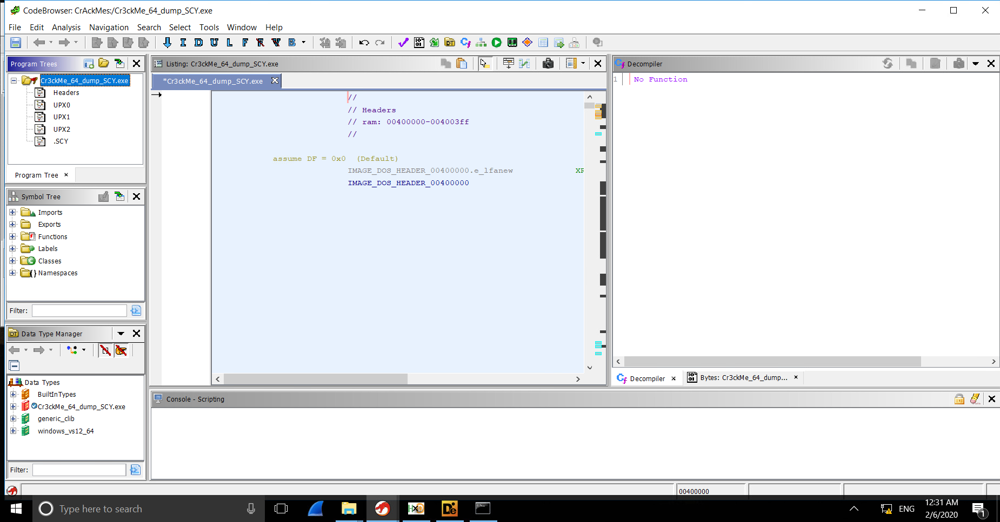 CodeBrowser: CrAckMes:/Cr3ckMe_64_dump_SCY.exe
File Edit Analysis Navigation Search Select Tools Window Help
I D U L F R V B
Program Trees
Cr3ckMe_64_dump_SCY.exe
Headers
UPX0
UPX1
UPX2
.SCY
Program Tree
Symbol Tree
Imports
Exports
Functions
Labels
Classes
Namespaces
Filter:
Data Type Manager
Data Types
BuiltInTypes
Cr3ckMe_64_dump_SCY.exe
generic_clib
windows_vs12_64
Filter:
Listing: Cr3ckMe_64_dump_SCY.exe
*Cr3ckMe_64_dump_SCY.exe
//
// Headers
// ram: 00400000-004003ff
//
assume DF = 0x0 (Default)
IMAGE_DOS_HEADER_00400000.e_lfanew
IMAGE_DOS_HEADER_00400000
Decompiler
1 No Function
Decompiler
Bytes: Cr3ckMe_64_dump...
Console - Scripting
00400000
Type here to search
HXD
De
ENG
12:31 AM
2/6/2020
1